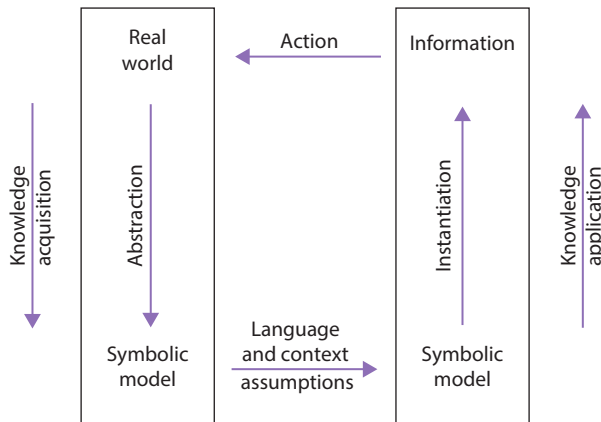 Real
world
Action
Information
Knowledge
acquisition
Abstraction
Instantiation
Knowledge
application
Symbolic
model
Language
and context
assumptions
Symbolic
model